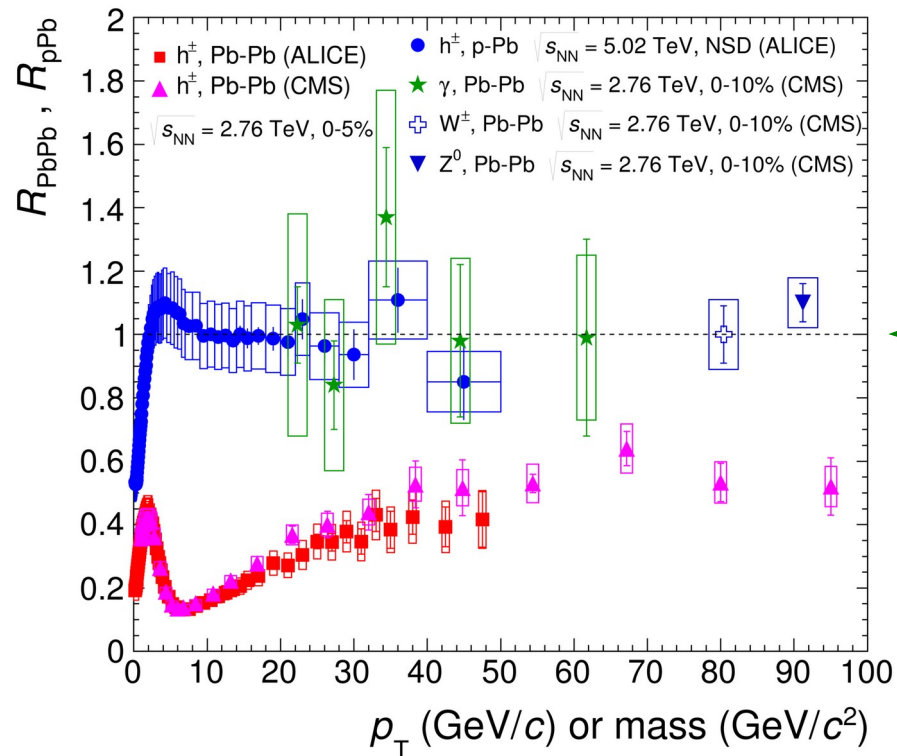 R_PbPb , R_pPb
h±, Pb-Pb (ALICE)
h±, Pb-Pb (CMS)
√s_NN = 2.76 TeV, 0-5%
h±, p-Pb √s_NN = 5.02 TeV, NSD (ALICE)
γ, Pb-Pb √s_NN = 2.76 TeV, 0-10% (CMS)
W±, Pb-Pb √s_NN = 2.76 TeV, 0-10% (CMS)
Z⁰, Pb-Pb √s_NN = 2.76 TeV, 0-10% (CMS)
2
1.8
1.6
1.4
1.2
1
0.8
0.6
0.4
0.2
0
0 10 20 30 40 50 60 70 80 90 100
p_T (GeV/c) or mass (GeV/c²)